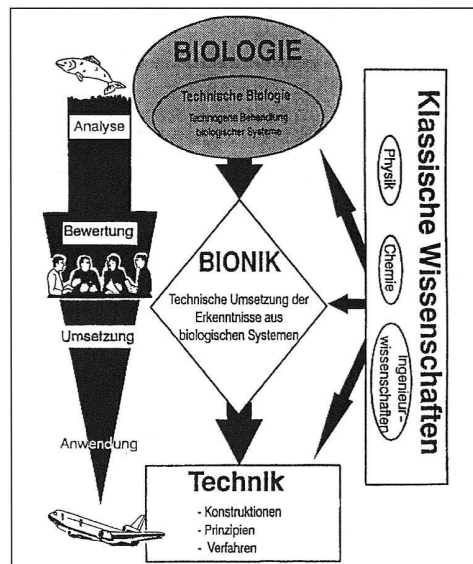 BIOLOGIE
Technische Biologie
Technogene Behandlung
biologischer Systeme
Analyse
Bewertung
Umsetzung
Anwendung
BIONIK
Technische Umsetzung der
Erkenntnisse aus
biologischen Systemen
Technik
- Konstruktionen
- Prinzipien
- Verfahren
Klassische Wissenschaften
Physik
Chemie
Ingenieur-
wissenschaften